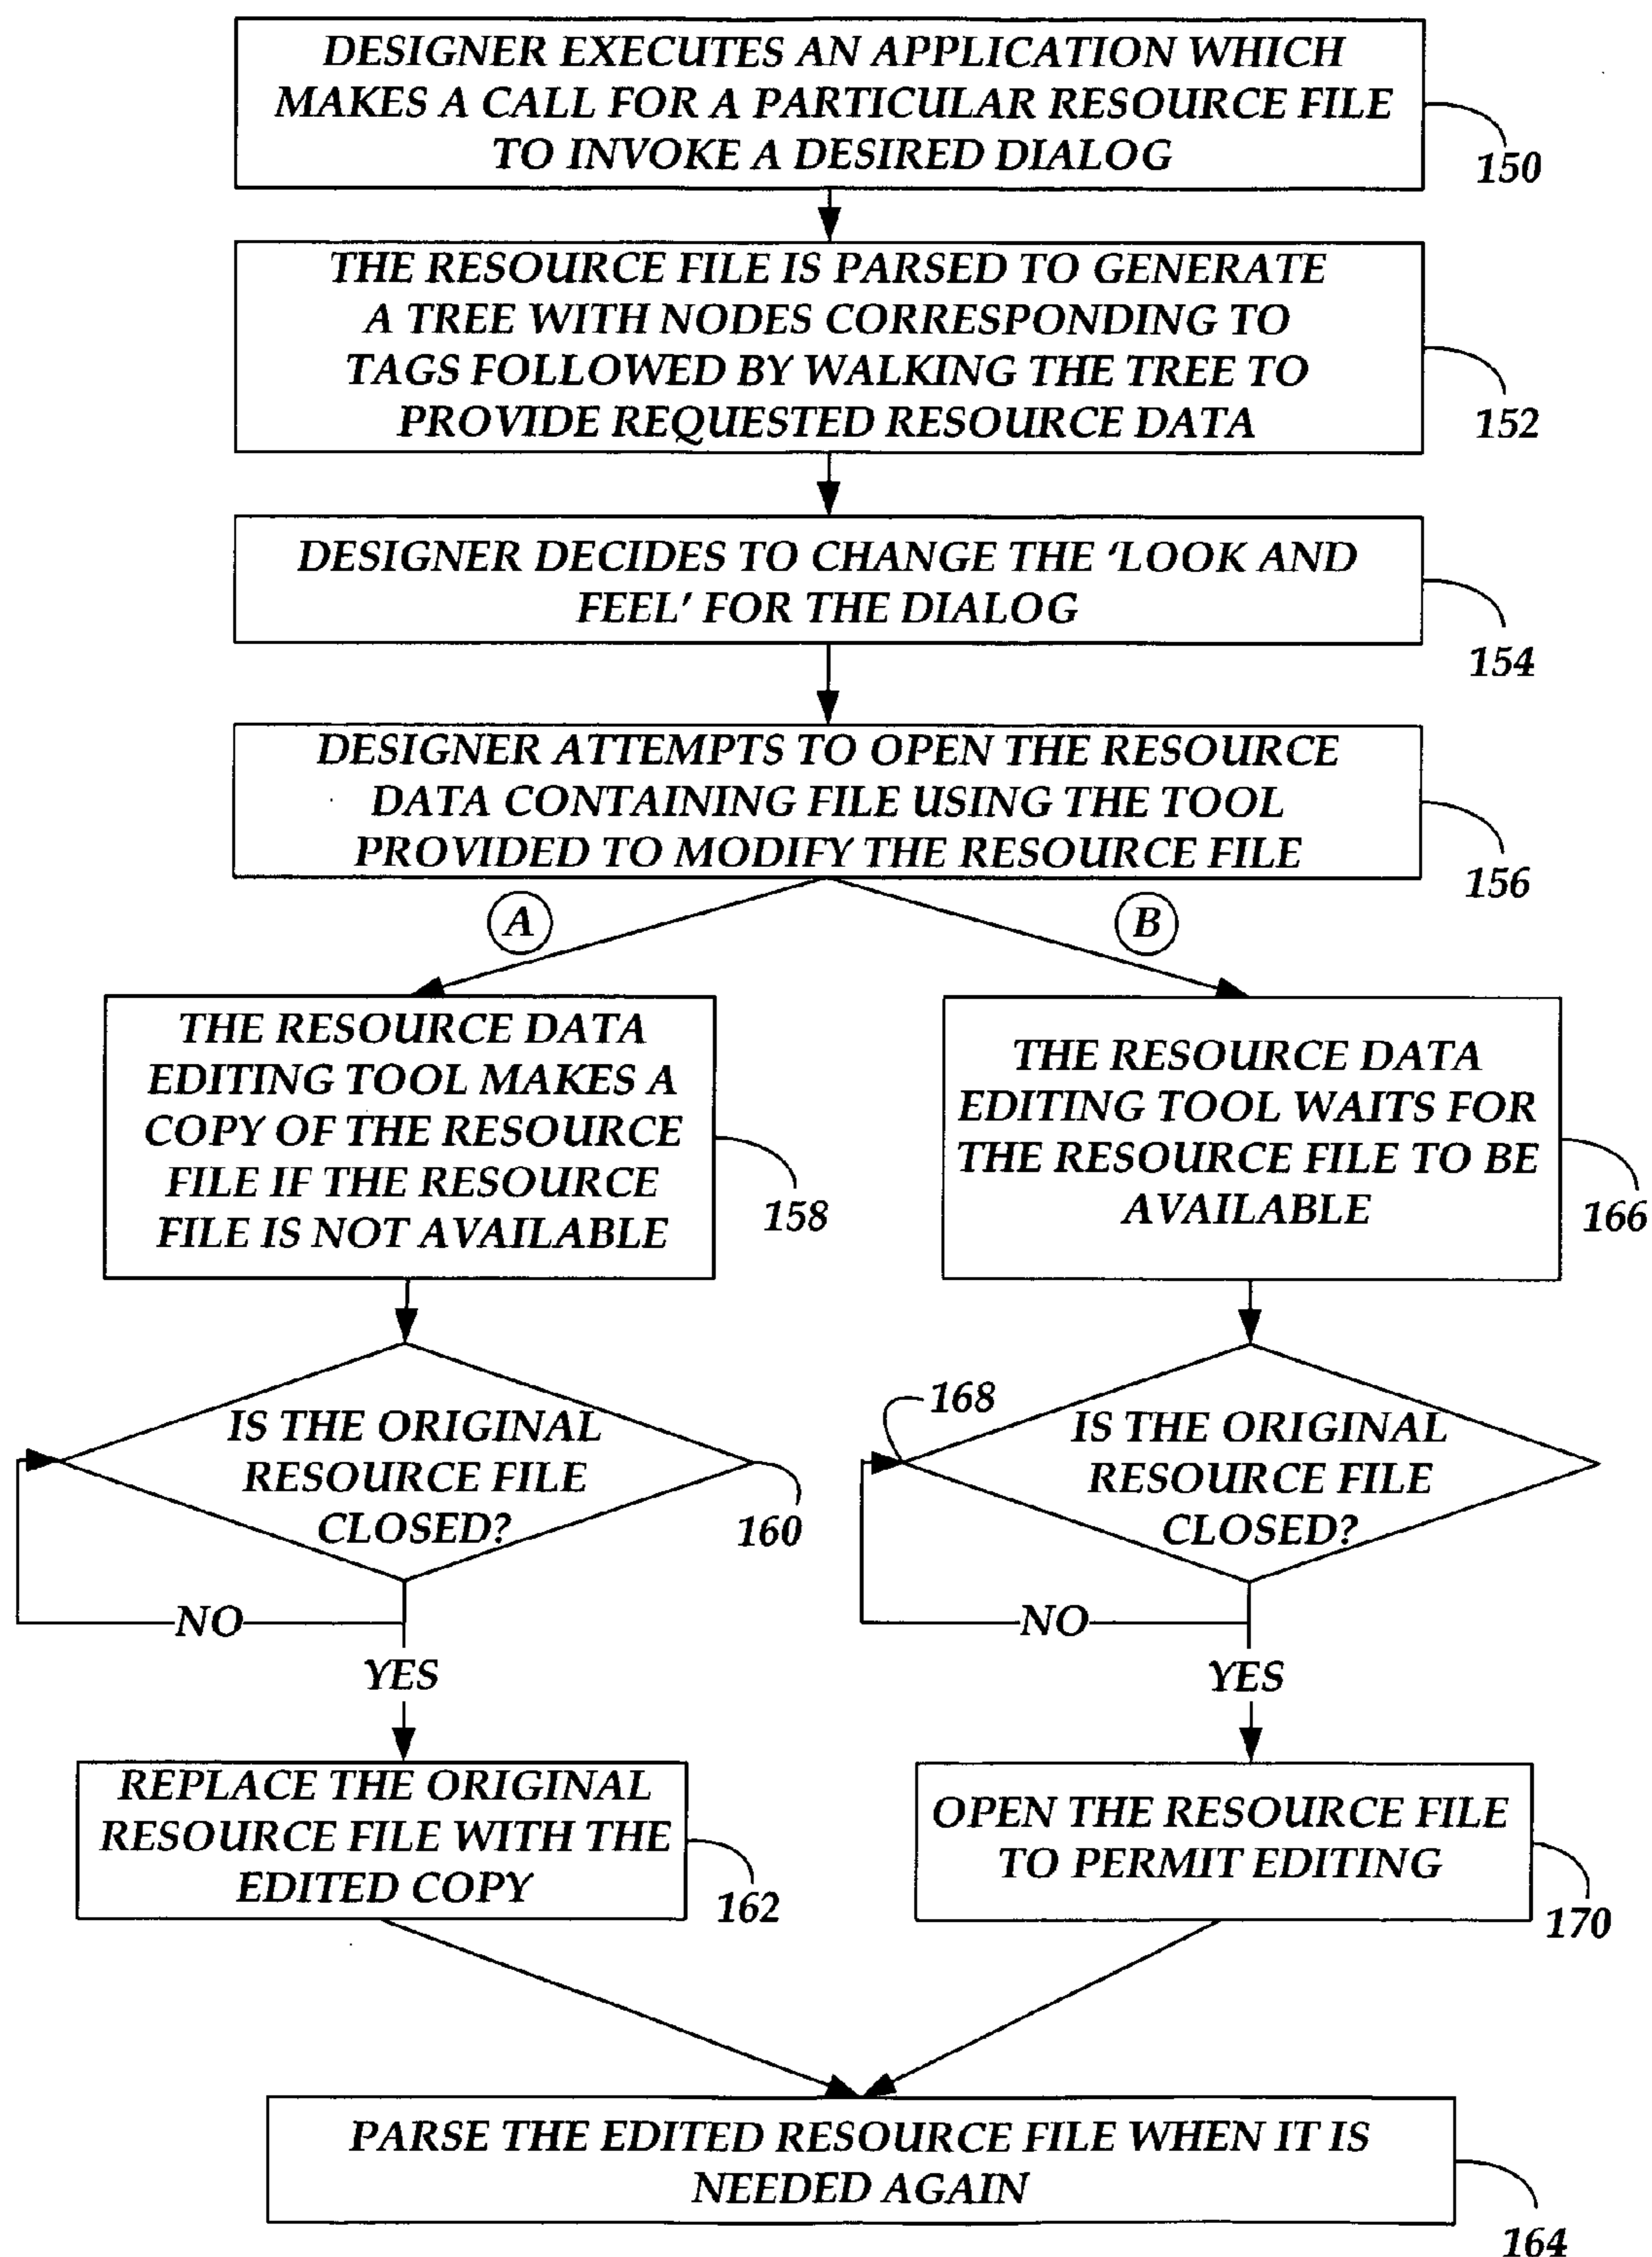 DESIGNER EXECUTES AN APPLICATION WHICH
MAKES A CALL FOR A PARTICULAR RESOURCE FILE
TO INVOKE A DESIRED DIALOG
150
THE RESOURCE FILE IS PARSED TO GENERATE
A TREE WITH NODES CORRESPONDING TO
TAGS FOLLOWED BY WALKING THE TREE TO
PROVIDE REQUESTED RESOURCE DATA
152
DESIGNER DECIDES TO CHANGE THE 'LOOK AND
FEEL' FOR THE DIALOG
154
DESIGNER ATTEMPTS TO OPEN THE RESOURCE
DATA CONTAINING FILE USING THE TOOL
PROVIDED TO MODIFY THE RESOURCE FILE
156
A
B
THE RESOURCE DATA
EDITING TOOL MAKES A
COPY OF THE RESOURCE
FILE IF THE RESOURCE
FILE IS NOT AVAILABLE
158
THE RESOURCE DATA
EDITING TOOL WAITS FOR
THE RESOURCE FILE TO BE
AVAILABLE
166
IS THE ORIGINAL
RESOURCE FILE
CLOSED?
160
NO
YES
168
IS THE ORIGINAL
RESOURCE FILE
CLOSED?
NO
YES
REPLACE THE ORIGINAL
RESOURCE FILE WITH THE
EDITED COPY
162
OPEN THE RESOURCE FILE
TO PERMIT EDITING
170
PARSE THE EDITED RESOURCE FILE WHEN IT IS
NEEDED AGAIN
164